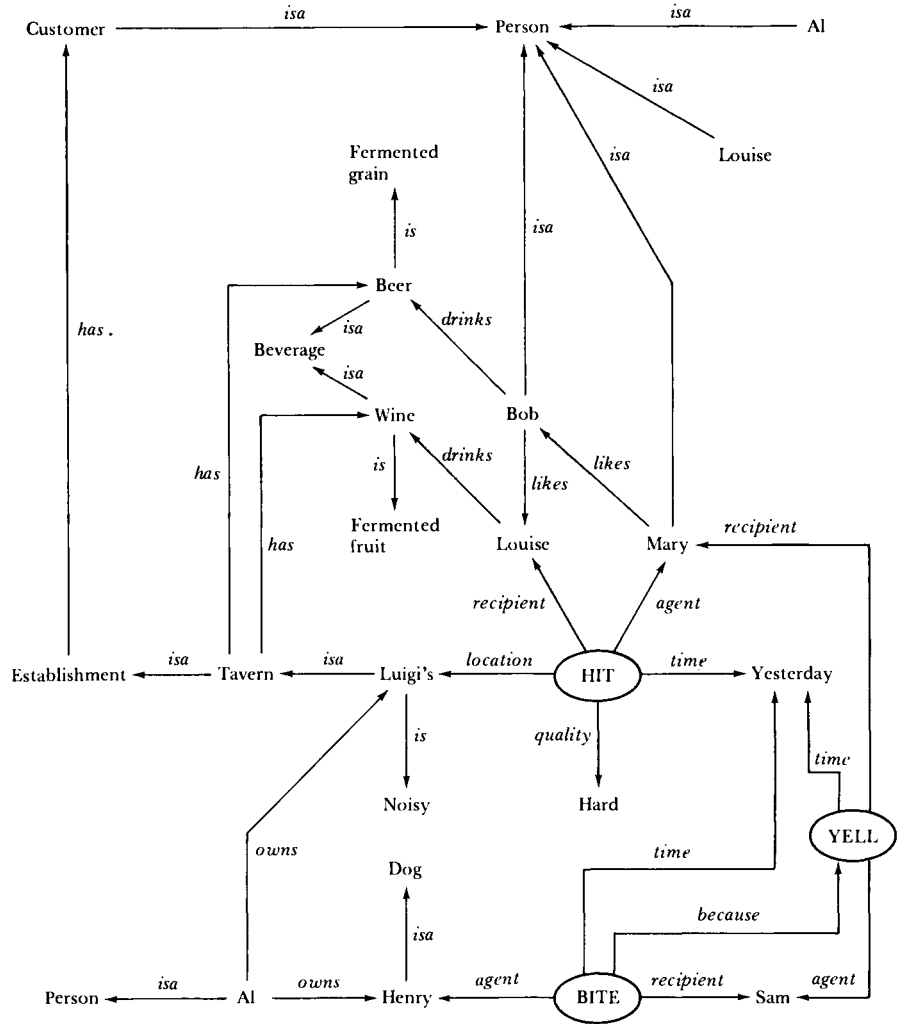 Customer isa Person isa Al
isa
Louise
isa
Fermented
grain
is
isa
Beer
has .
isa
drinks
Beverage
isa
Wine
Bob
has
is
drinks
likes
likes
Fermented
fruit
has
Louise
Mary
recipient
recipient
agent
Establishment isa Tavern isa Luigi's location HIT time Yesterday
is
quality
time
Noisy
Hard
YELL
owns
time
Dog
because
isa
Person isa Al owns Henry agent BITE recipient Sam agent